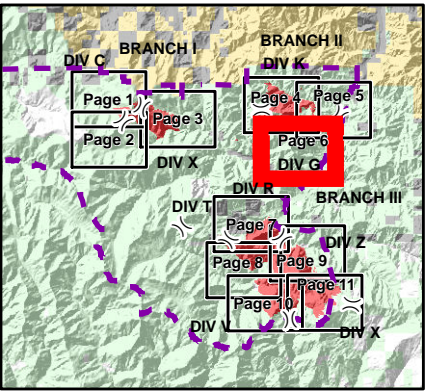 BRANCH I
BRANCH II
DIV C
DIV K
Page 1
Page 4
Page 5
Page 3
Page 2
Page 6
DIV X
DIV G
DIV R
BRANCH III
DIV T
Page 7
DIV Z
Page 8
Page 9
Page 11
Page 10
DIV V
DIV X